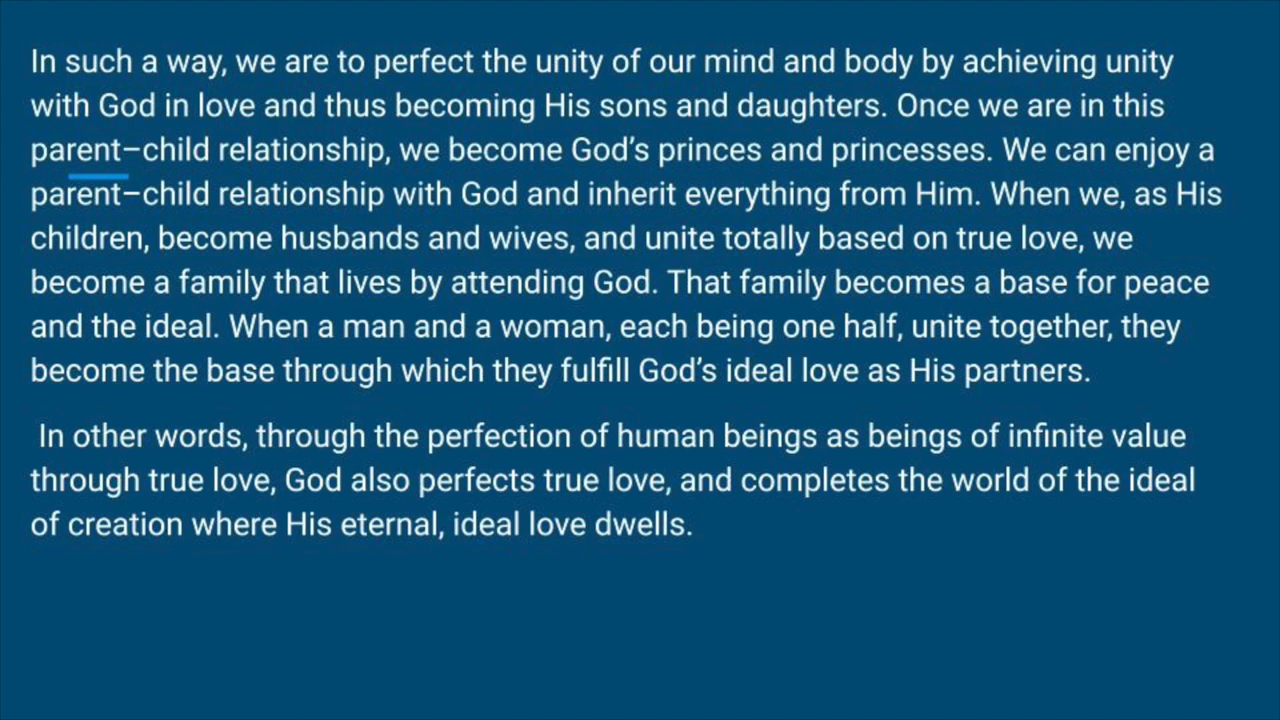 In such a way, we are to perfect the unity of our mind and body by achieving unity
with God in love and thus becoming His sons and daughters. Once we are in this
parent–child relationship, we become God’s princes and princesses. We can enjoy a
parent–child relationship with God and inherit everything from Him. When we, as His
children, become husbands and wives, and unite totally based on true love, we
become a family that lives by attending God. That family becomes a base for peace
and the ideal. When a man and a woman, each being one half, unite together, they
become the base through which they fulfill God’s ideal love as His partners.
In other words, through the perfection of human beings as beings of infinite value
through true love, God also perfects true love, and completes the world of the ideal
of creation where His eternal, ideal love dwells.